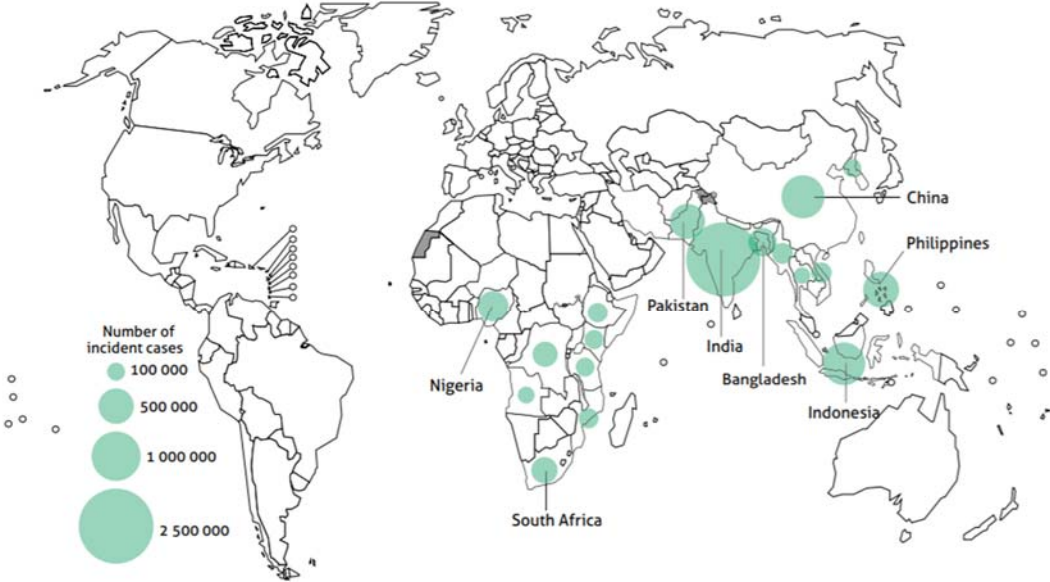 China
Philippines
Pakistan
India
Bangladesh
Indonesia
Nigeria
South Africa
Number of
incident cases
100 000
500 000
1 000 000
2 500 000